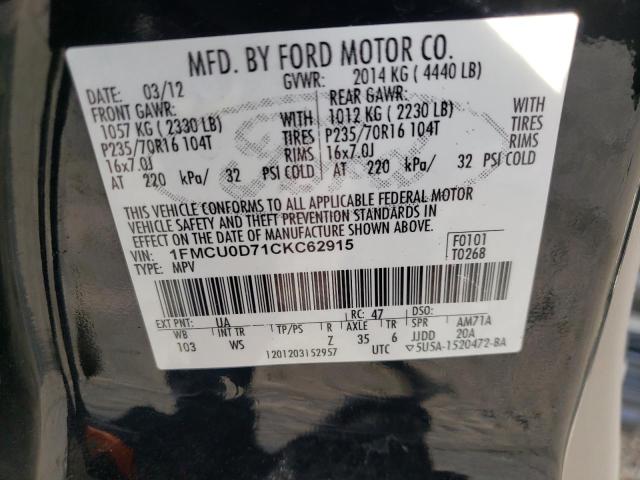 MFD. BY FORD MOTOR CO.
DATE: 03/12 GVWR: 2014 KG ( 4440 LB)
FRONT GAWR: REAR GAWR:
1057 KG ( 2330 LB) WITH 1012 KG ( 2230 LB) WITH
P235/70R16 104T TIRES P235/70R16 104T TIRES
16x7.0J RIMS 16x7.0J RIMS
AT 220 kPa/ 32 PSI COLD AT 220 kPa/ 32 PSI COLD
THIS VEHICLE CONFORMS TO ALL APPLICABLE FEDERAL MOTOR
VEHICLE SAFETY AND THEFT PREVENTION STANDARDS IN
EFFECT ON THE DATE OF MANUFACTURE SHOWN ABOVE.
VIN: 1FMCU0D71CKC62915 F0101
TYPE: MPV T0268
EXT PNT: UA RC: 47 DSO:
WB INT TR TP/PS R AXLE TR SPR AM71A
103 WS Z 35 6 JJDD 20A
1201203152957 UTC ▽5U5A-1520472-BA